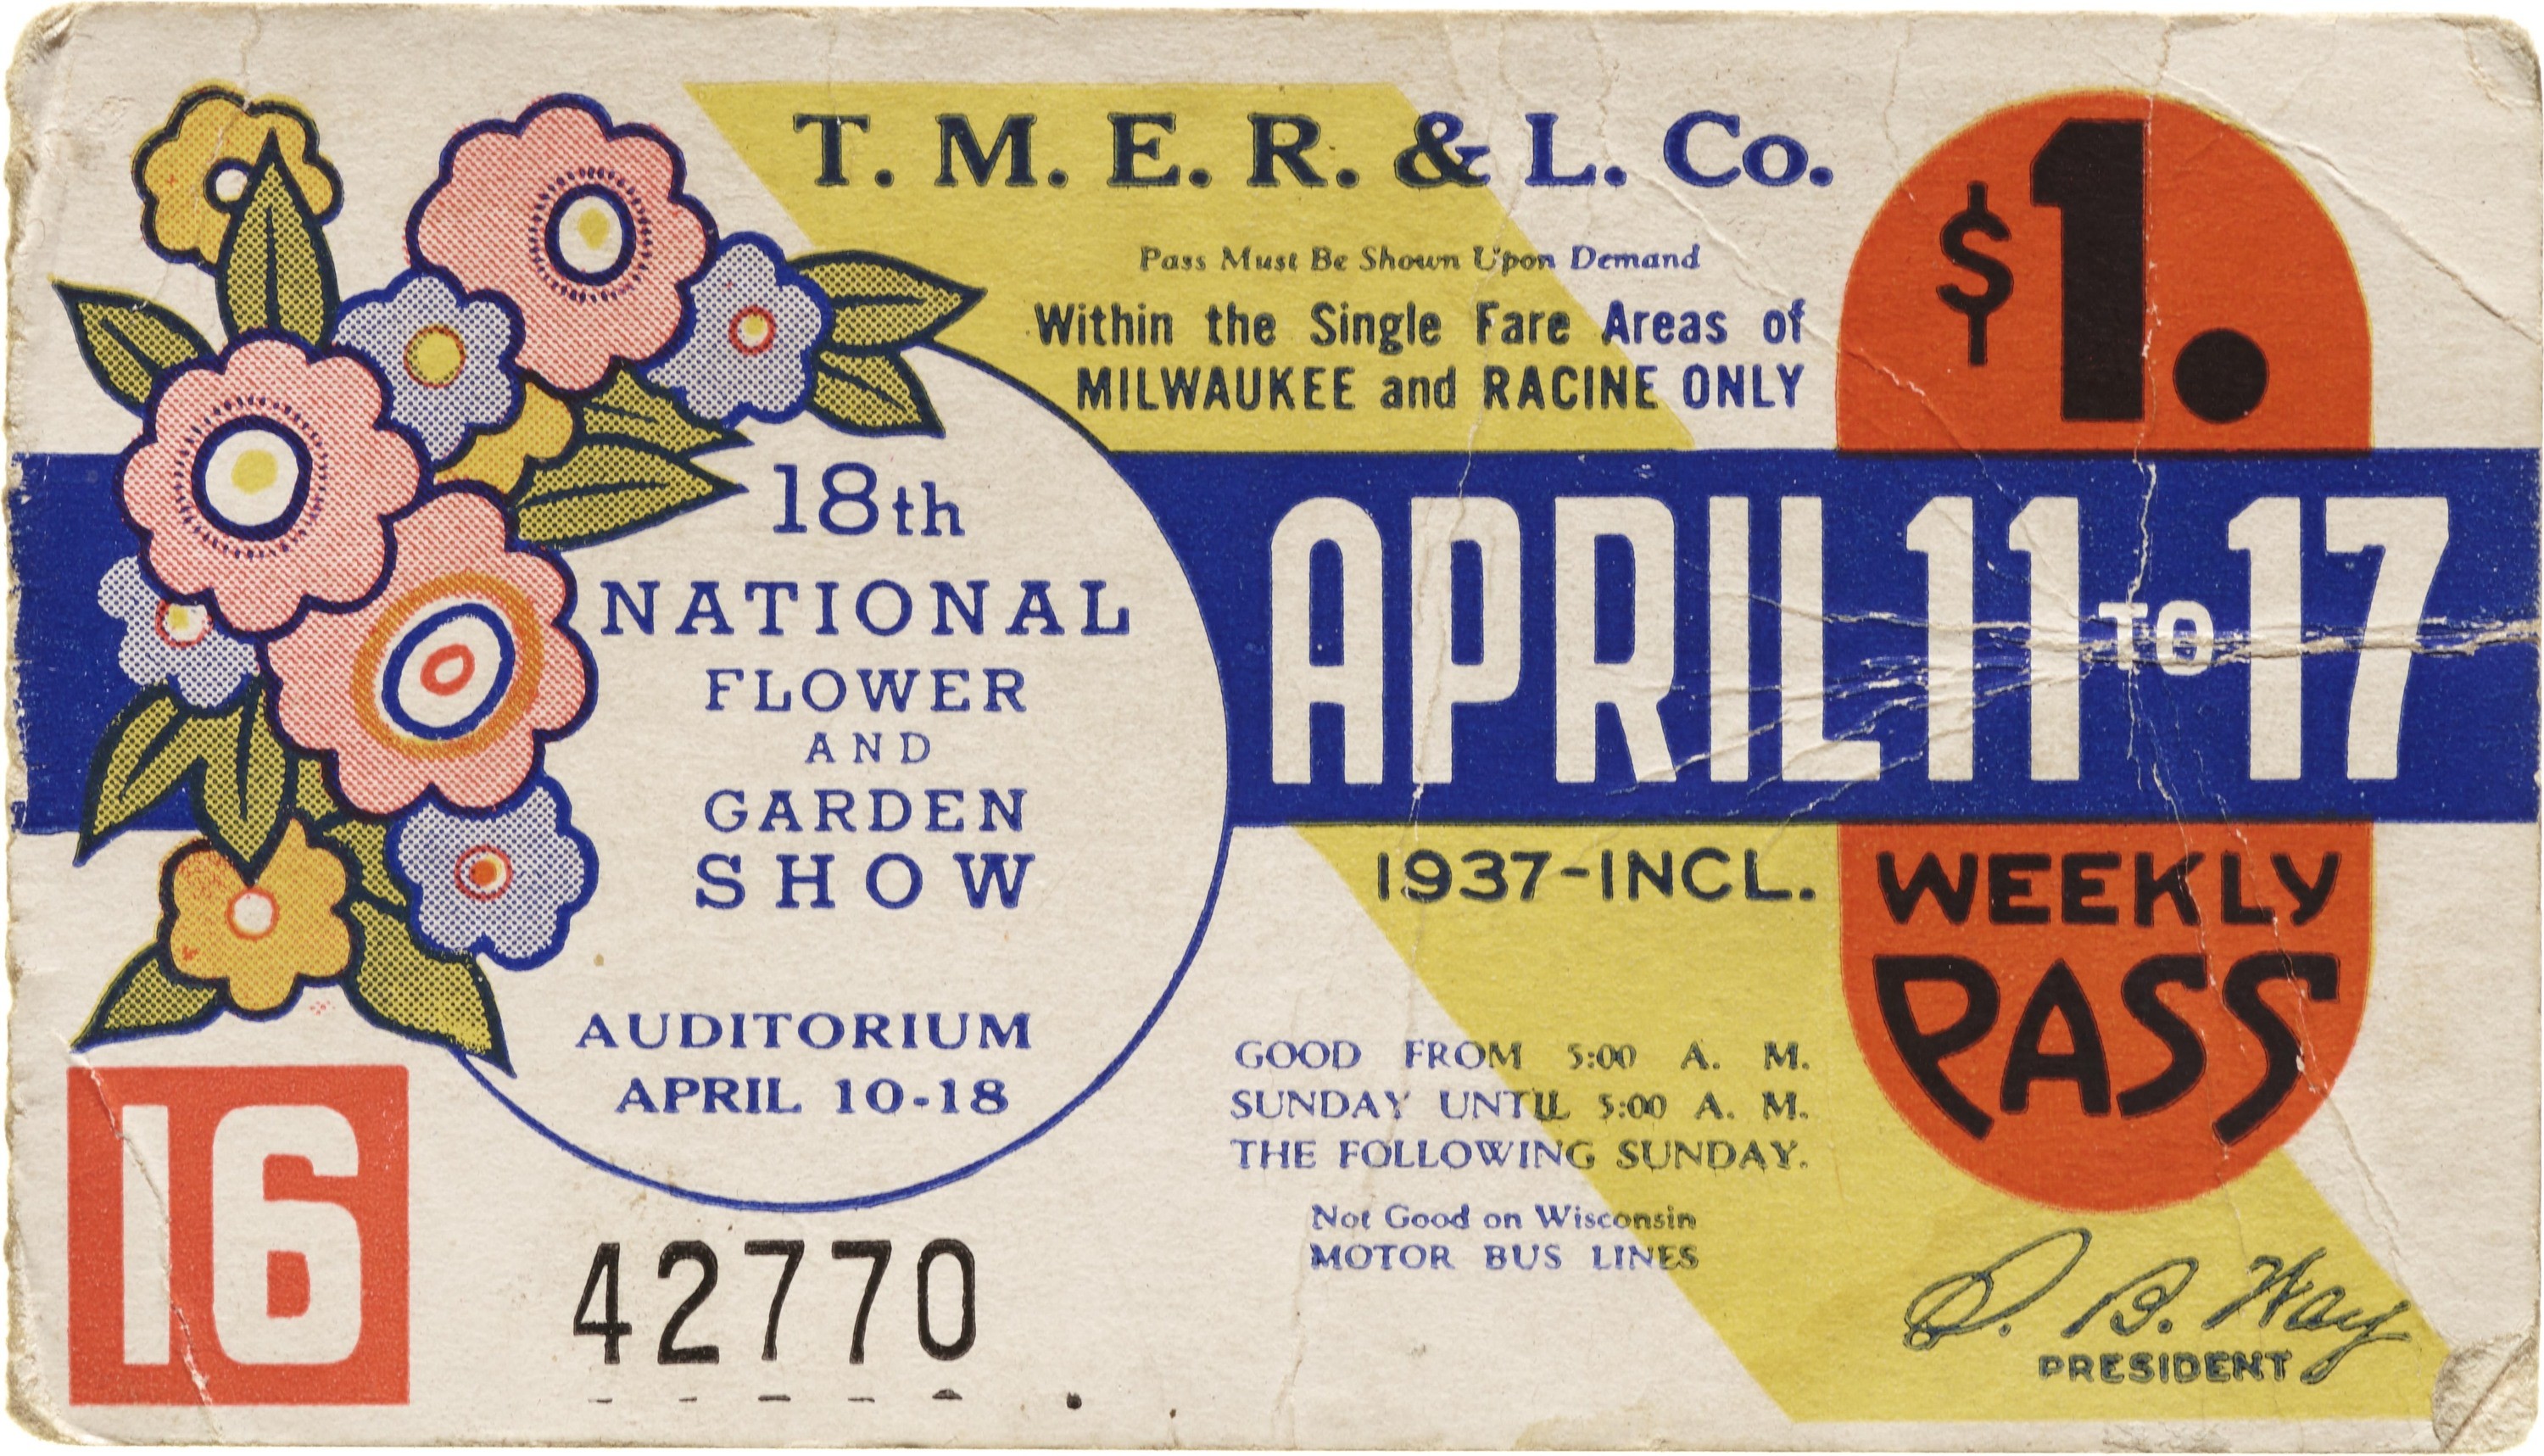 T. M. E. R. & L. Co.
Pass Must Be Shown Upon Demand
Within the Single Fare Areas of
MILWAUKEE and RACINE ONLY
$1.
18th
NATIONAL
FLOWER
AND
GARDEN
SHOW
AUDITORIUM
APRIL 10-18
APRIL 11 TO 17
1937-INCL.
WEEKLY
PASS
GOOD FROM 5:00 A. M.
SUNDAY UNTIL 5:00 A. M.
THE FOLLOWING SUNDAY.
Not Good on Wisconsin
MOTOR BUS LINES
16
42770
S. B. Way
PRESIDENT